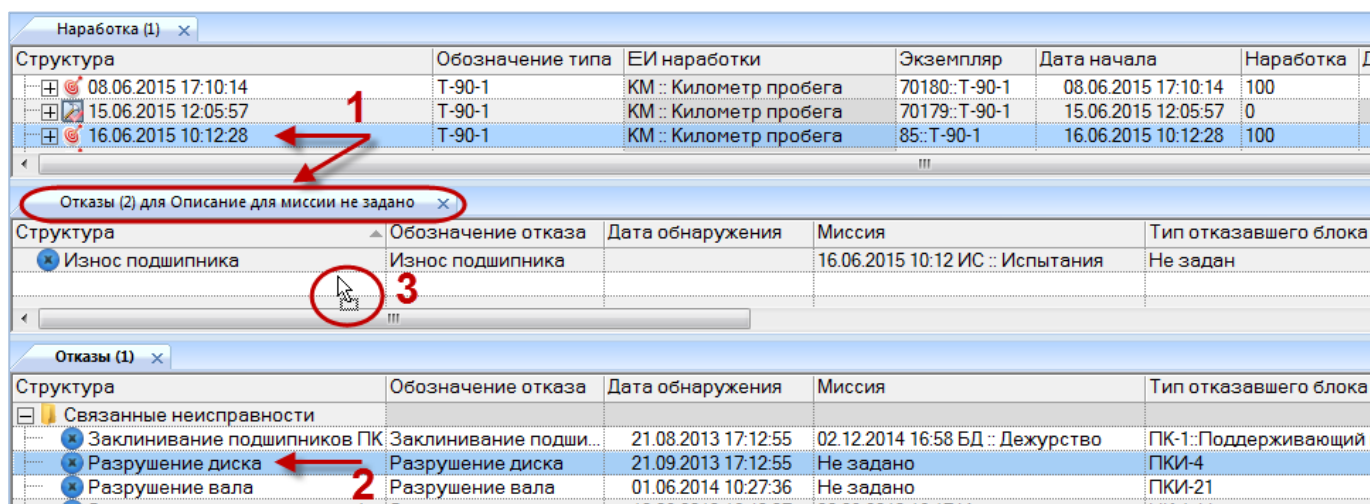 Наработка (1)
Структура Обозначение типа ЕИ наработки Экземпляр Дата начала Наработка
08.06.2015 17:10:14 Т-90-1 КМ :: Километр пробега 70180::Т-90-1 08.06.2015 17:10:14 100
15.06.2015 12:05:57 Т-90-1 КМ :: Километр пробега 70179::Т-90-1 15.06.2015 12:05:57 0
1
16.06.2015 10:12:28 Т-90-1 КМ :: Километр пробега 85::Т-90-1 16.06.2015 10:12:28 100
Отказы (2) для Описание для миссии не задано
Структура Обозначение отказа Дата обнаружения Миссия Тип отказавшего блока
Износ подшипника Износ подшипника 16.06.2015 10:12 ИС :: Испытания Не задан
3
Отказы (1)
Структура Обозначение отказа Дата обнаружения Миссия Тип отказавшего блока
Связанные неисправности
Заклинивание подшипников ПК Заклинивание подши... 21.08.2013 17:12:55 02.12.2014 16:58 БД :: Дежурство ПК-1::Поддерживающий
Разрушение диска Разрушение диска 21.09.2013 17:12:55 Не задано ПКИ-4
2
Разрушение вала Разрушение вала 01.06.2014 10:27:36 Не задано ПКИ-21